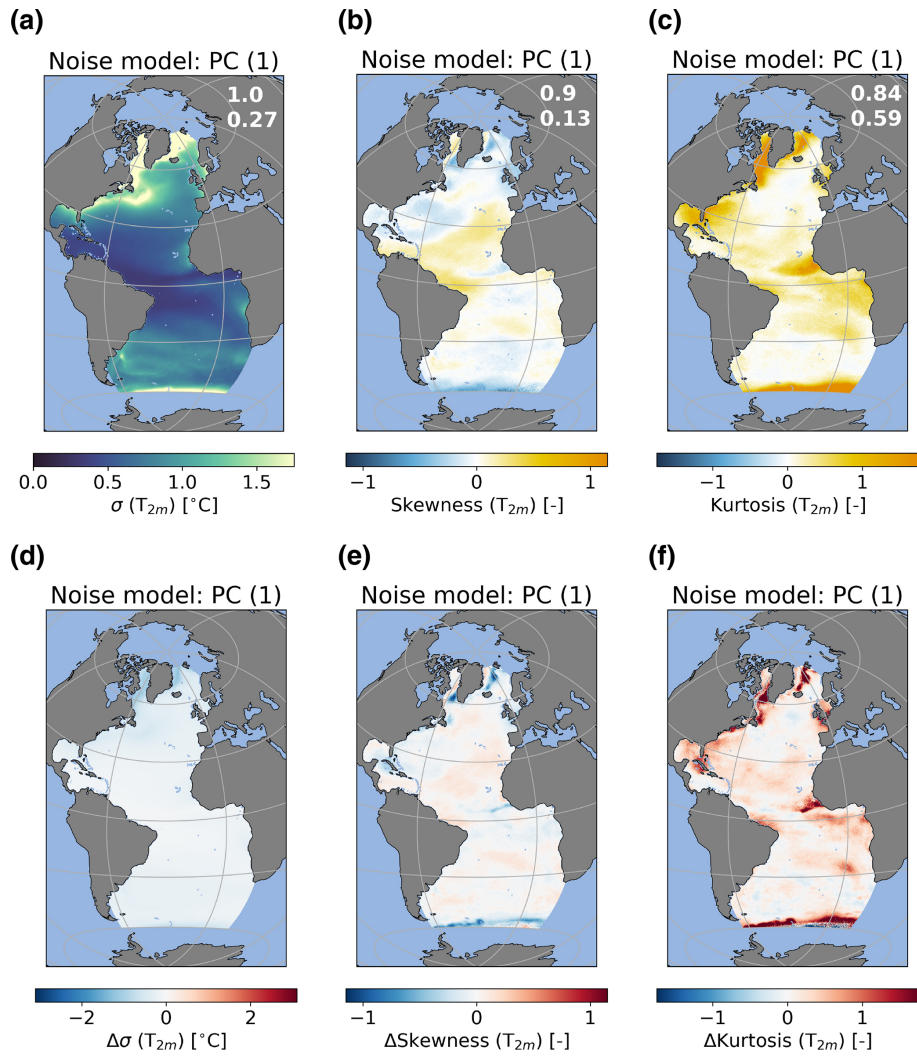 (a)
Noise model: PC (1)
1.0
0.27
0.0 0.5 1.0 1.5
σ (T₂ₘ) [°C]
(b)
Noise model: PC (1)
0.9
0.13
−1 0 1
Skewness (T₂ₘ) [-]
(c)
Noise model: PC (1)
0.84
0.59
−1 0 1
Kurtosis (T₂ₘ) [-]
(d)
Noise model: PC (1)
−2 0 2
Δσ (T₂ₘ) [°C]
(e)
Noise model: PC (1)
−1 0 1
ΔSkewness (T₂ₘ) [-]
(f)
Noise model: PC (1)
−1 0 1
ΔKurtosis (T₂ₘ) [-]